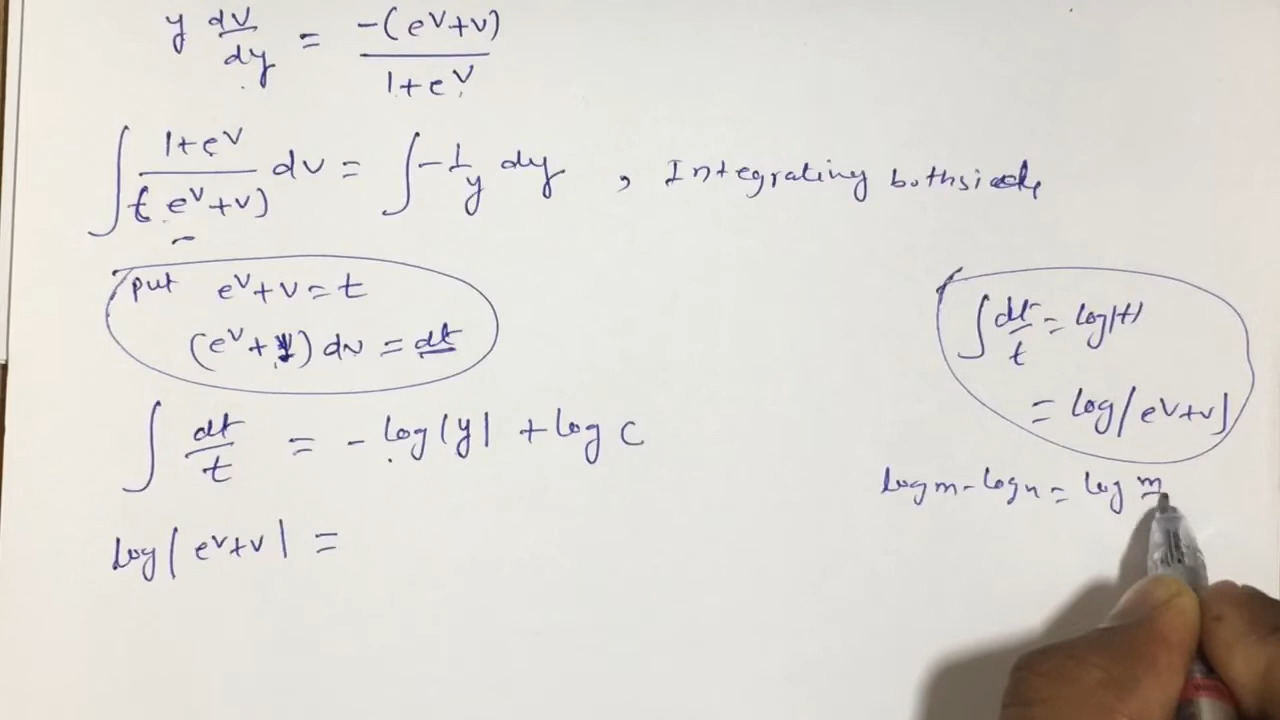 y dv/dy = -(e^v+v)/1+e^v
∫ 1+e^v/(e^v+v) dv = ∫ -1/y dy , Integrating bothside
put e^v+v=t
(e^v+1) dv = dt
∫ dt/t = log|t|
= log|e^v+v|
∫ dt/t = - log|y| + log c
log m - log n = log m
log|e^v+v| =